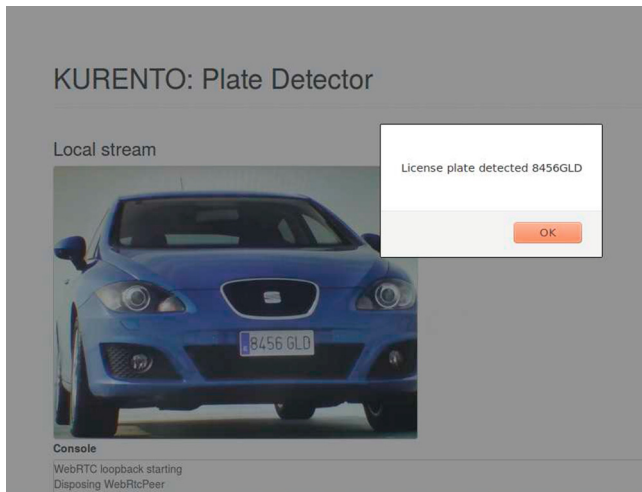 KURENTO: Plate Detector
Local stream
License plate detected 8456GLD
OK
8456 GLD
Console
WebRTC loopback starting
Disposing WebRtcPeer